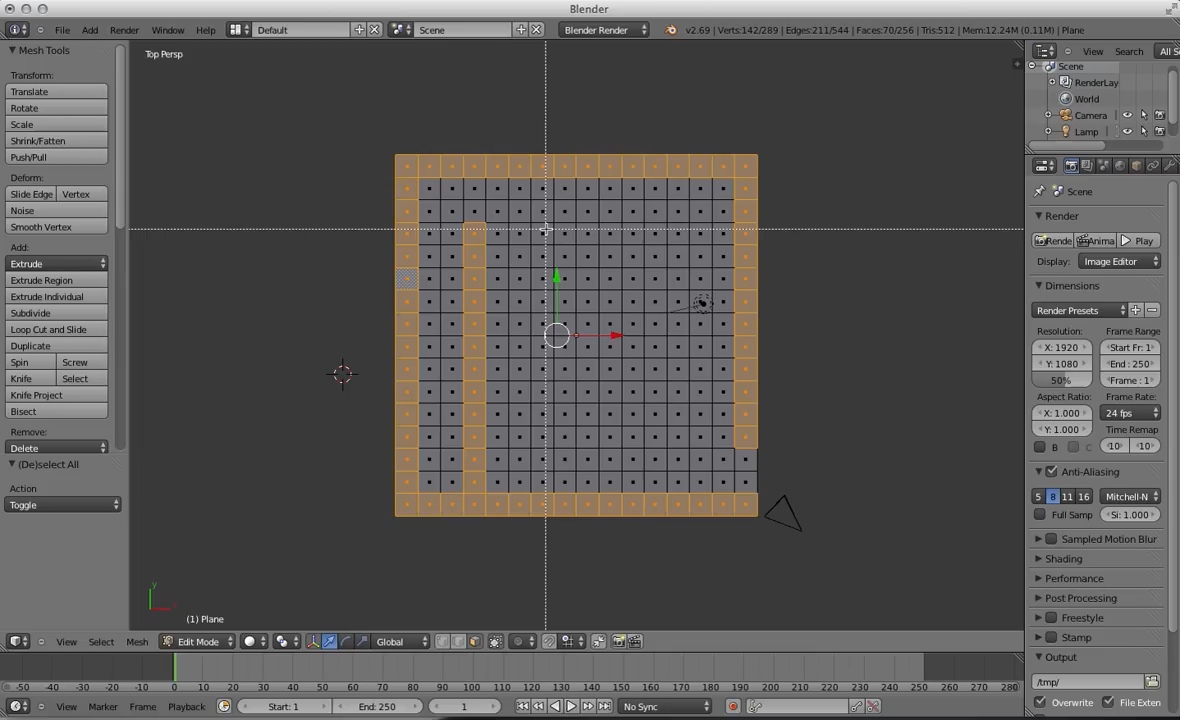 Blender
File Add Render Window Help Default Scene Blender Render v2.69 | Verts:142/289 | Edges:211/544 | Faces:70/256 | Tris:512 | Mem:12.24M (0.11M) | Plane
Mesh Tools
Transform:
Translate
Rotate
Scale
Shrink/Fatten
Push/Pull
Deform:
Slide Edge Vertex
Noise
Smooth Vertex
Add:
Extrude
Extrude Region
Extrude Individual
Subdivide
Loop Cut and Slide
Duplicate
Spin Screw
Knife Select
Knife Project
Bisect
Remove:
Delete
(De)select All
Action
Toggle
Top Persp
y
(1) Plane
View Search All S
Scene
RenderLay
World
Camera
Lamp
Scene
Render
Rende Anima Play
Display: Image Editor
Dimensions
Render Presets
Resolution: Frame Range
X: 1920 Start Fr: 1
Y: 1080 End : 250
50% Frame : 1
Aspect Ratio: Frame Rate:
X: 1.000 24 fps
Y: 1.000 Time Remap
B C 10 10
Anti-Aliasing
5 8 11 16 Mitchell-N
Full Samp Si: 1.000
Sampled Motion Blur
Shading
Performance
Post Processing
Freestyle
Stamp
Output
/tmp/
Overwrite File Exten
View Select Mesh Edit Mode Global
-50 -40 -30 -20 -10 0 10 20 30 40 50 60 70 80 90 100 110 120 130 140 150 160 170 180 190 200 210 220 230 240 250 260 270 280
View Marker Frame Playback Start: 1 End: 250 1 No Sync